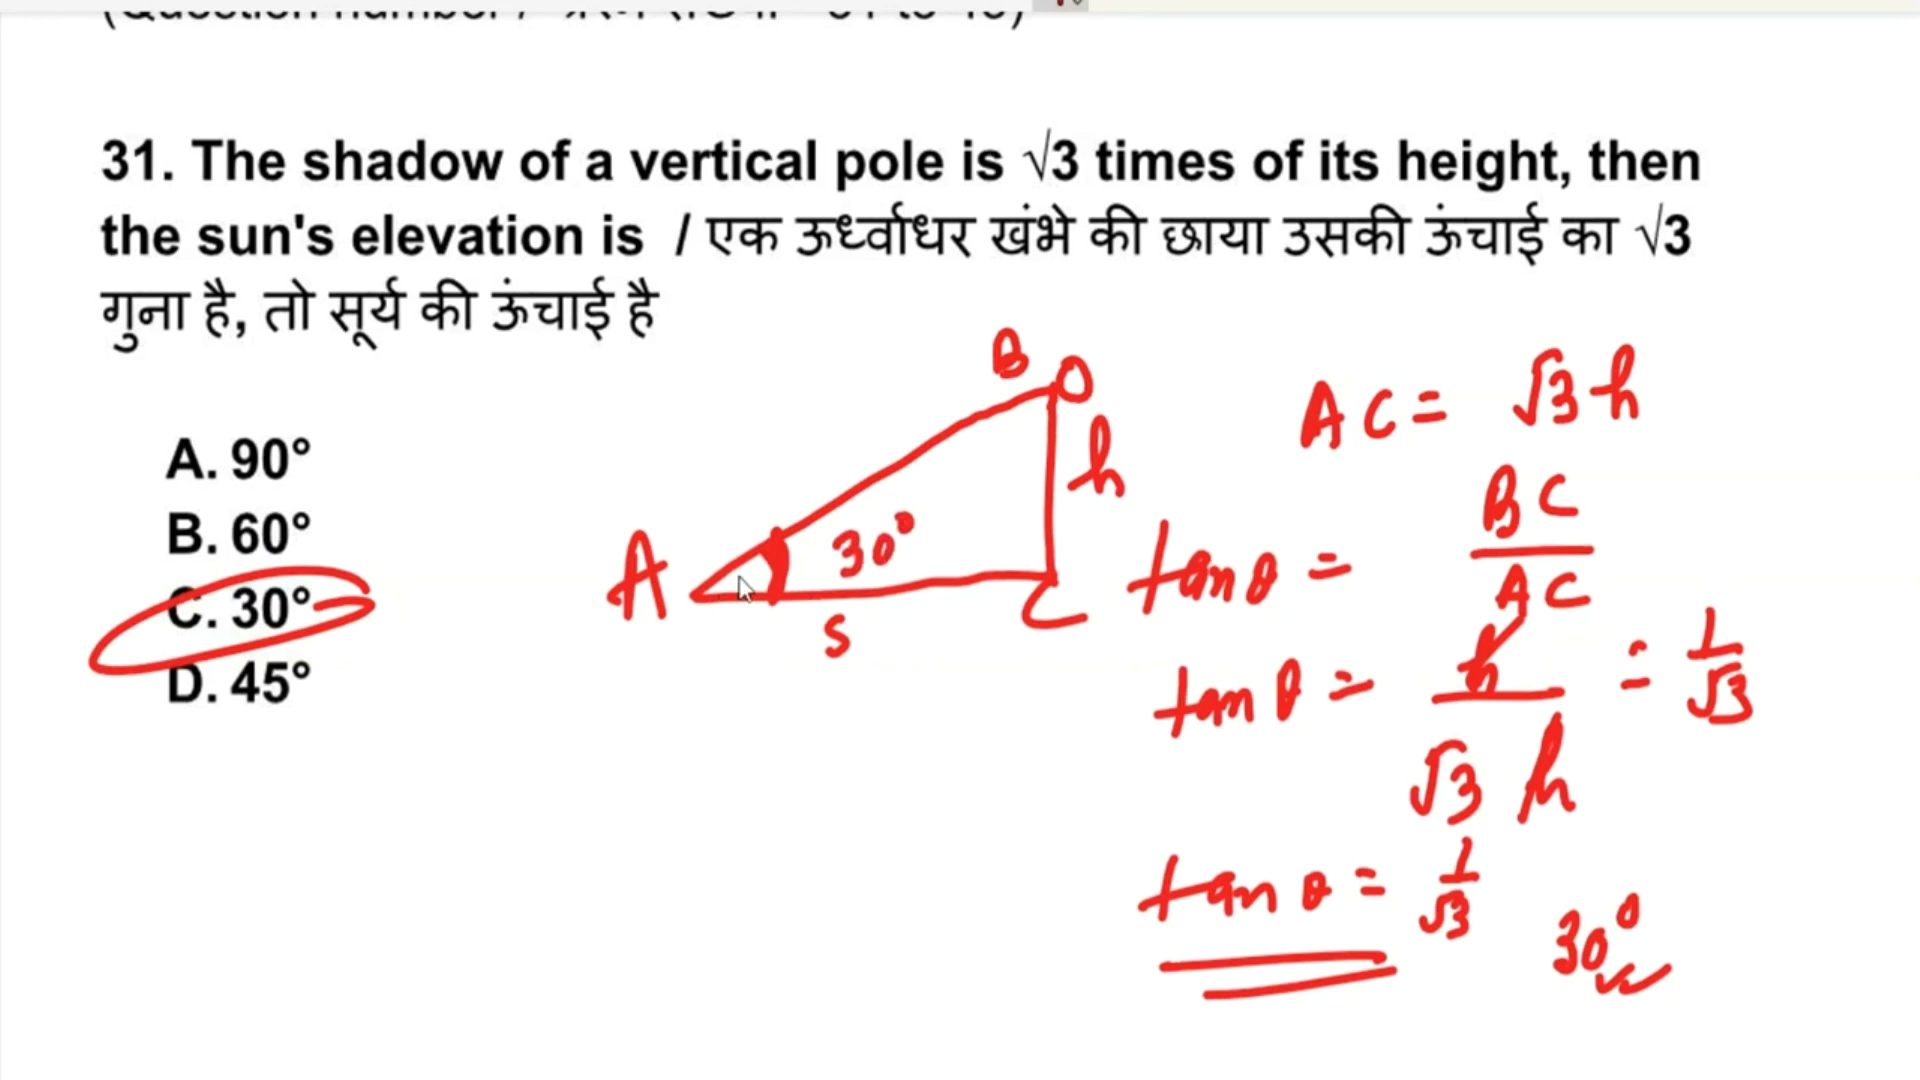 31. The shadow of a vertical pole is √3 times of its height, then
the sun's elevation is / एक ऊर्ध्वाधर खंभे की छाया उसकी ऊंचाई का √3
गुना है, तो सूर्य की ऊंचाई है
A. 90°
B. 60°
C. 30°
D. 45°
B
h
A
30°
S
C
AC = √3 h
tan θ = BC / AC
tan θ = h / √3 h = 1 / √3
tan θ = 1 / √3
30°